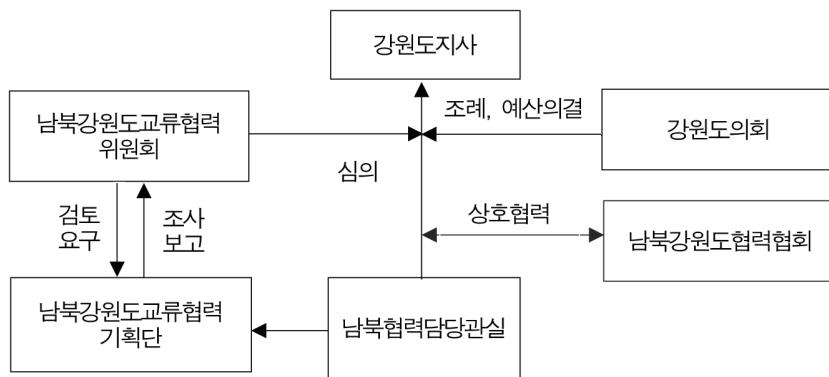 강원도지사
남북강원도교류협력
위원회
조례, 예산의결
강원도의회
심의
검토
요구
조사
보고
상호협력
남북강원도협력협회
남북강원도교류협력
기획단
남북협력담당관실